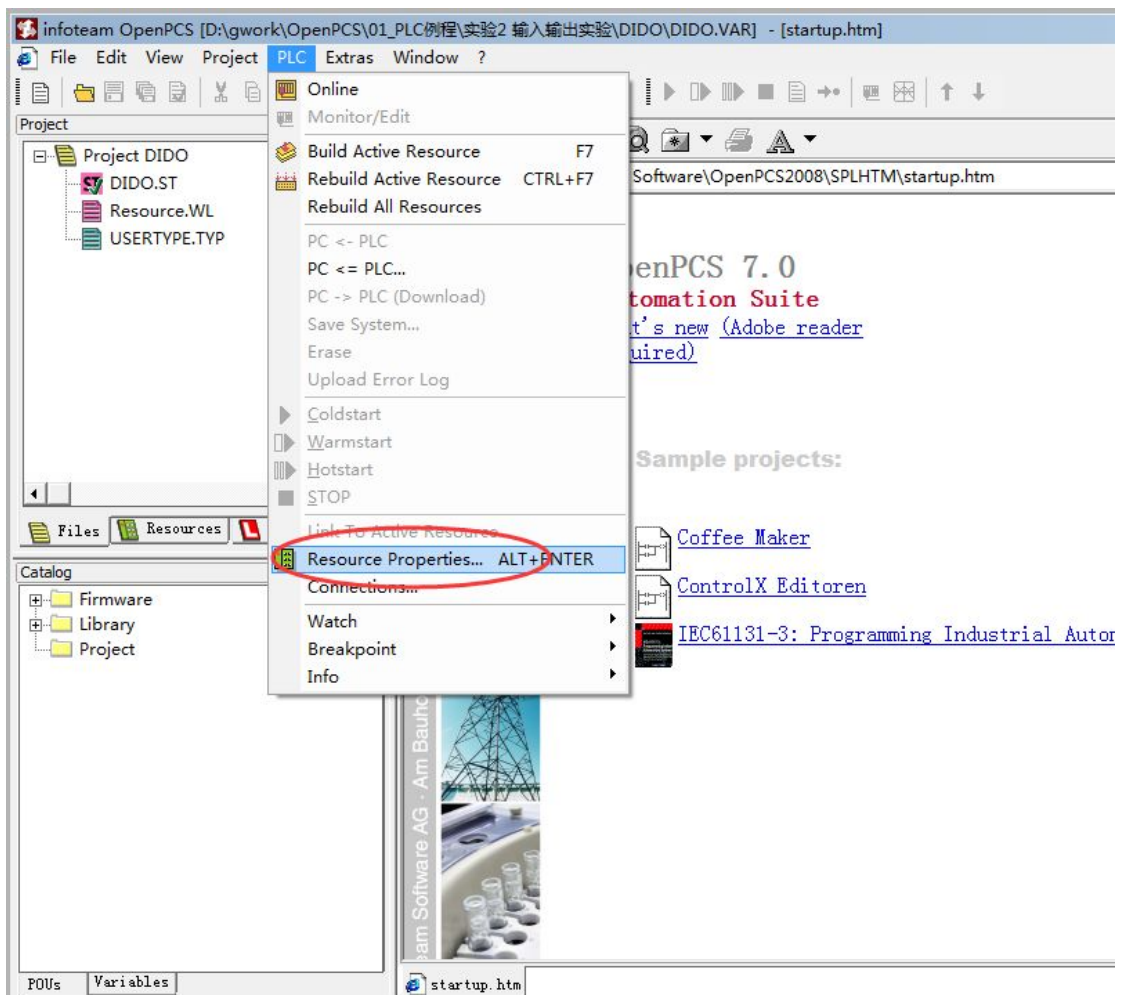 infoteam OpenPCS [D:\gwork\OpenPCS\01_PLC例程\实验2 输入输出实验\DIDO\DIDO.VAR] - [startup.htm]
File Edit View Project PLC Extras Window ?
Project
Project DIDO
DIDO.ST
Resource.WL
USERTYPE.TYP
Files Resources
Catalog
Firmware
Library
Project
POUs Variables
Online
Monitor/Edit
Build Active Resource F7
Rebuild Active Resource CTRL+F7
Rebuild All Resources
PC <- PLC
PC <= PLC...
PC -> PLC (Download)
Save System...
Erase
Upload Error Log
Coldstart
Warmstart
Hotstart
STOP
Link To Active Resource
Resource Properties... ALT+ENTER
Connections...
Watch
Breakpoint
Info
Software\OpenPCS2008\SPLHTM\startup.htm
enPCS 7.0
tomation Suite
t's new (Adobe reader
uired)
Sample projects:
Coffee Maker
ControlX Editoren
IEC61131-3: Programming Industrial Autor
eam Software AG · Am Bauho
startup.htm